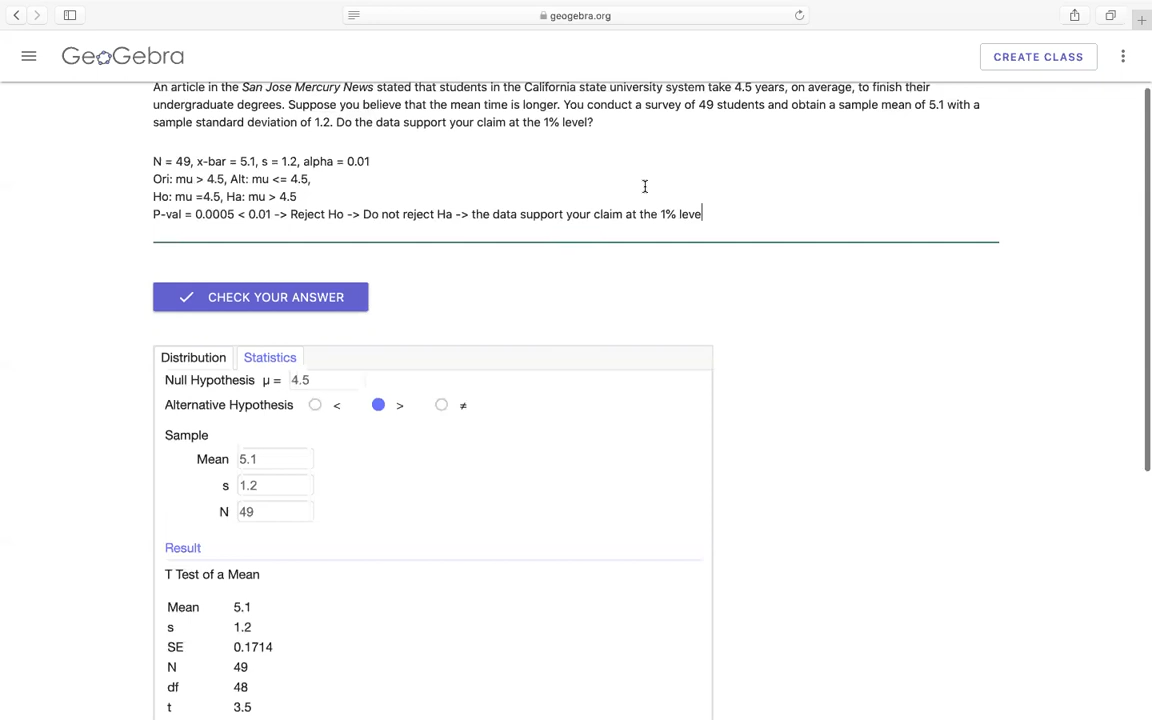 geogebra.org
GeoGebra
CREATE CLASS
An article in the San Jose Mercury News stated that students in the California state university system take 4.5 years, on average, to finish their
undergraduate degrees. Suppose you believe that the mean time is longer. You conduct a survey of 49 students and obtain a sample mean of 5.1 with a
sample standard deviation of 1.2. Do the data support your claim at the 1% level?
N = 49, x-bar = 5.1, s = 1.2, alpha = 0.01
Ori: mu > 4.5, Alt: mu <= 4.5,
Ho: mu =4.5, Ha: mu > 4.5
P-val = 0.0005 < 0.01 -> Reject Ho -> Do not reject Ha -> the data support your claim at the 1% leve
CHECK YOUR ANSWER
Distribution Statistics
Null Hypothesis μ = 4.5
Alternative Hypothesis < > ≠
Sample
Mean 5.1
s 1.2
N 49
Result
T Test of a Mean
Mean 5.1
s 1.2
SE 0.1714
N 49
df 48
t 3.5